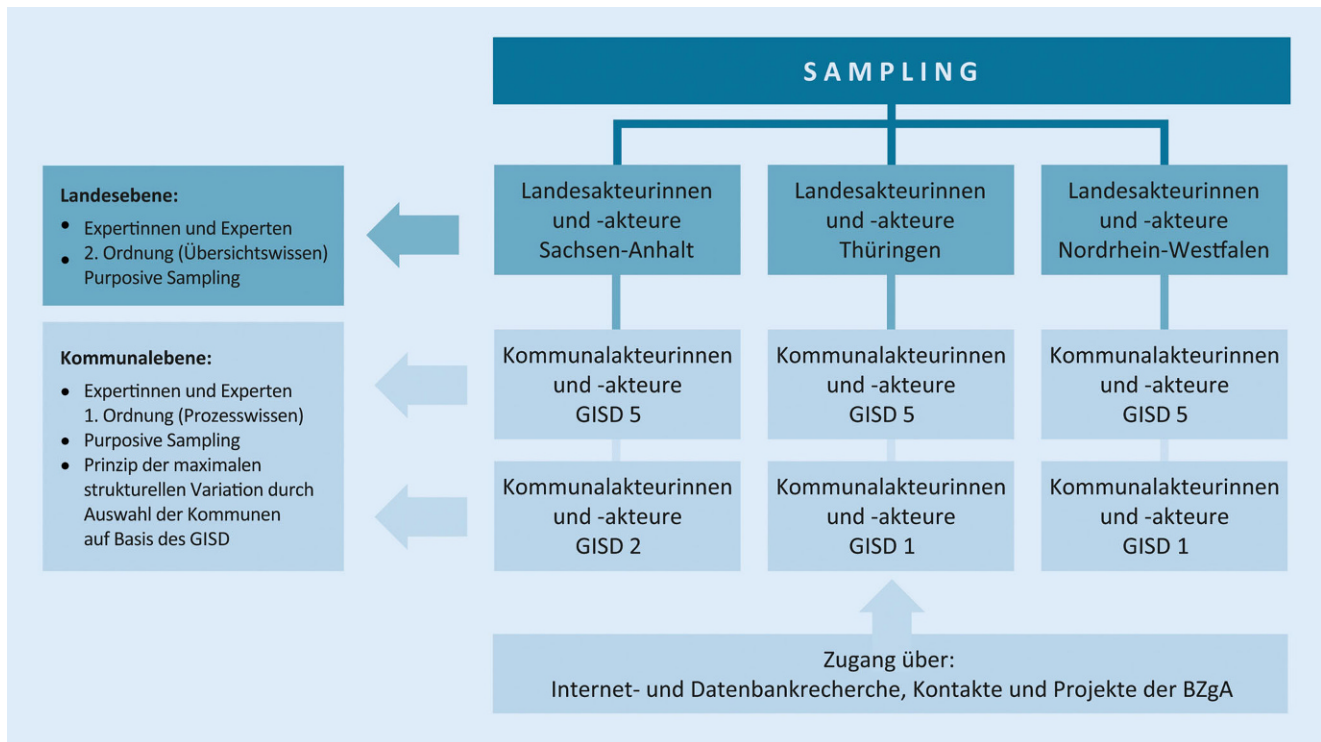 SAMPLING
Landesebene:
• Expertinnen und Experten
• 2. Ordnung (Übersichtswissen)
Purposive Sampling
Landesakteurinnen
und -akteure
Sachsen-Anhalt
Landesakteurinnen
und -akteure
Thüringen
Landesakteurinnen
und -akteure
Nordrhein-Westfalen
Kommunalebene:
• Expertinnen und Experten
1. Ordnung (Prozesswissen)
• Purposive Sampling
• Prinzip der maximalen
strukturellen Variation durch
Auswahl der Kommunen
auf Basis des GISD
Kommunalakteurinnen
und -akteure
GISD 5
Kommunalakteurinnen
und -akteure
GISD 5
Kommunalakteurinnen
und -akteure
GISD 5
Kommunalakteurinnen
und -akteure
GISD 2
Kommunalakteurinnen
und -akteure
GISD 1
Kommunalakteurinnen
und -akteure
GISD 1
Zugang über:
Internet- und Datenbankrecherche, Kontakte und Projekte der BZgA